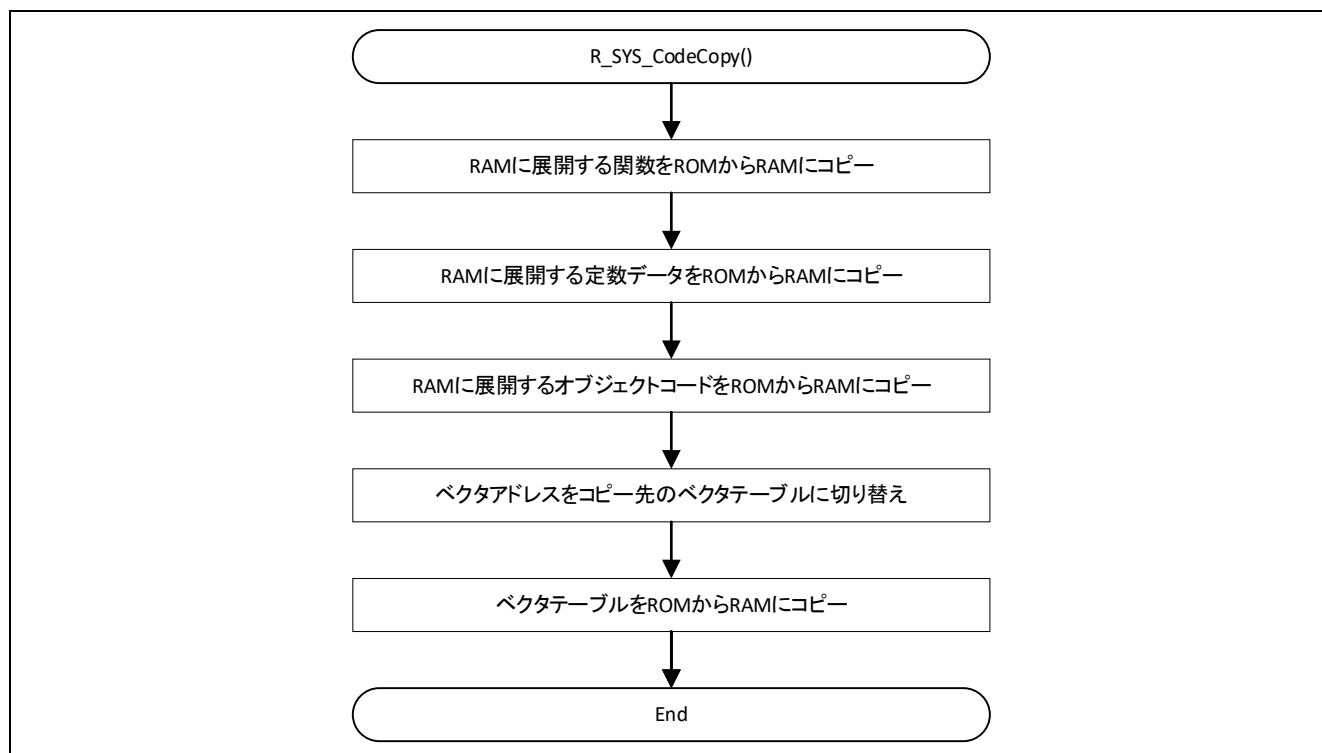 R_SYS_CodeCopy()
RAMに展開する関数をROMからRAMにコピー
RAMに展開する定数データをROMからRAMにコピー
RAMに展開するオブジェクトコードをROMからRAMにコピー
ベクタアドレスをコピー先のベクタテーブルに切り替え
ベクタテーブルをROMからRAMにコピー
End